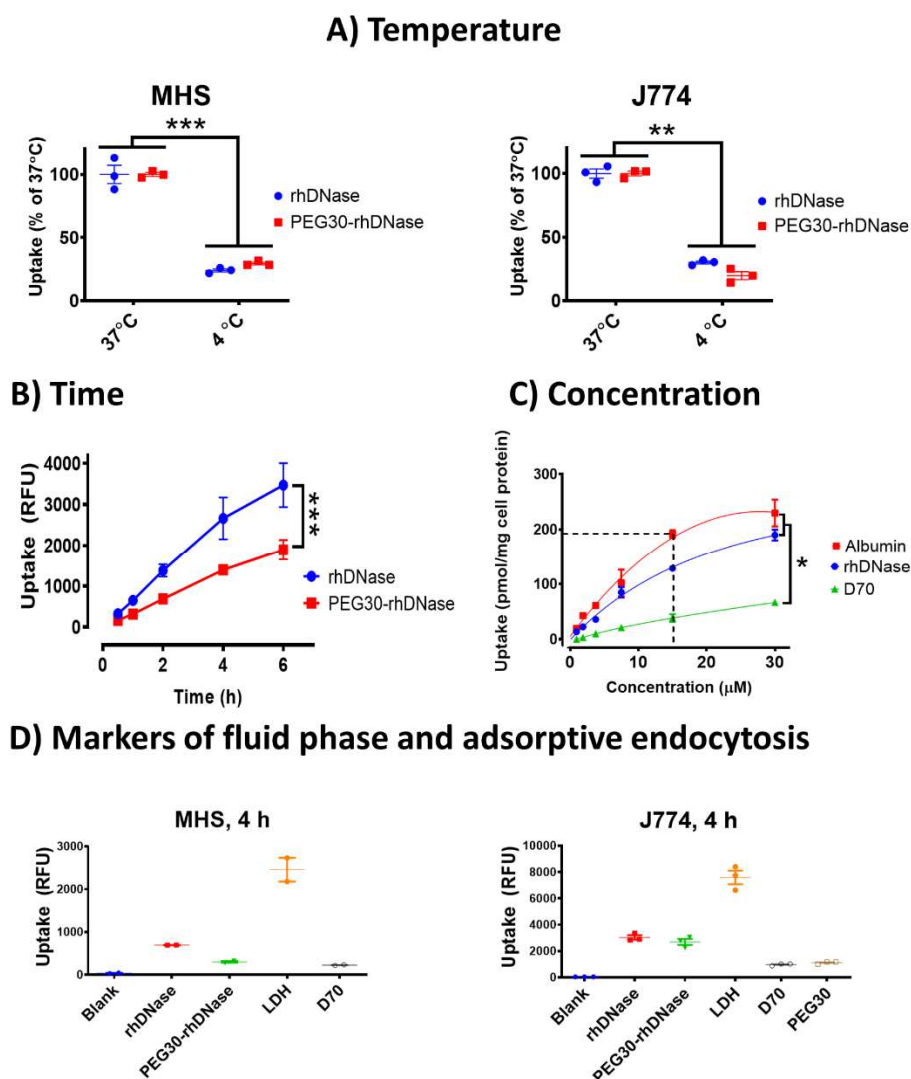 A) Temperature
MHS
J774
***
**
Uptake (% of 37°C)
100
50
0
37°C
4 °C
rhDNase
PEG30-rhDNase
Uptake (% of 37°C)
100
50
0
37°C
4 °C
rhDNase
PEG30-rhDNase
B) Time
C) Concentration
Uptake (RFU)
4000
3000
2000
1000
0
0
2
4
6
Time (h)
***
rhDNase
PEG30-rhDNase
Uptake (pmol/mg cell protein)
300
200
100
0
0
10
20
30
Concentration (μM)
*
Albumin
rhDNase
D70
D) Markers of fluid phase and adsorptive endocytosis
MHS, 4 h
Uptake (RFU)
3000
2000
1000
0
Blank
rhDNase
PEG30-rhDNase
LDH
D70
J774, 4 h
Uptake (RFU)
10000
8000
6000
4000
2000
0
Blank
rhDNase
PEG30-rhDNase
LDH
D70
PEG30